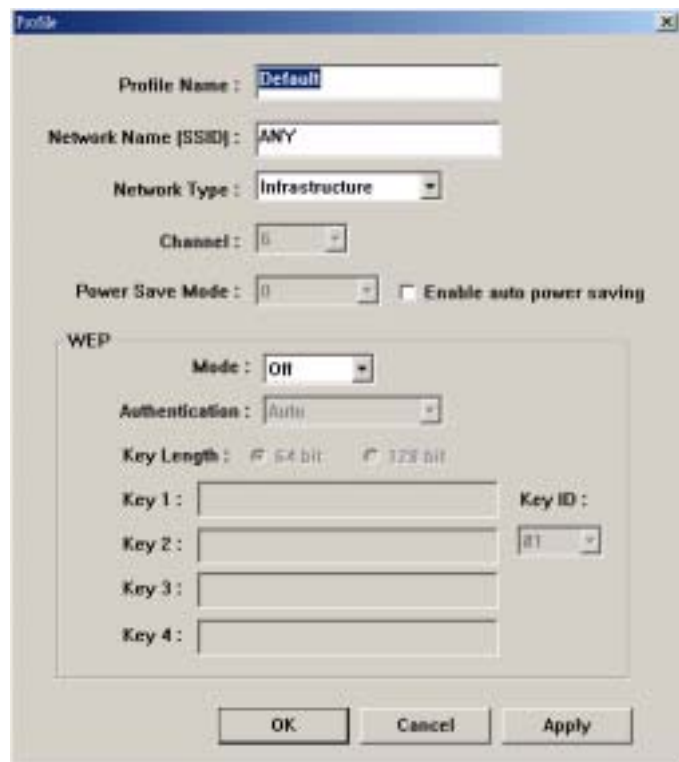 Profile
Profile Name : Default
Network Name (SSID) : ANY
Network Type : Infrastructure
Channel : 6
Power Save Mode : 0 Enable auto power saving
WEP
Mode : Off
Authentication : Auto
Key Length : 64 bit 128 bit
Key 1 : Key ID :
Key 2 : #1
Key 3 :
Key 4 :
OK Cancel Apply